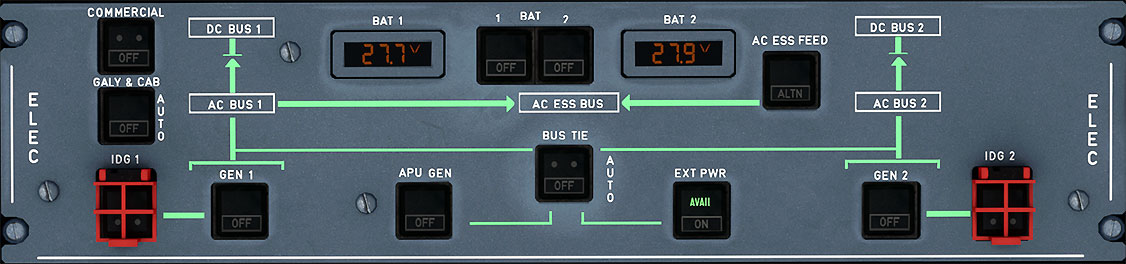 COMMERCIAL
OFF
GALY & CAB
OFF
AUTO
ELEC
DC BUS 1
AC BUS 1
BAT 1
27.7 V
1 BAT 2
OFF
OFF
BAT 2
27.9 V
AC ESS FEED
ALTN
AC ESS BUS
DC BUS 2
AC BUS 2
ELEC
BUS TIE
OFF
AUTO
IDG 1
GEN 1
OFF
APU GEN
OFF
EXT PWR
AVAIL
ON
GEN 2
OFF
IDG 2